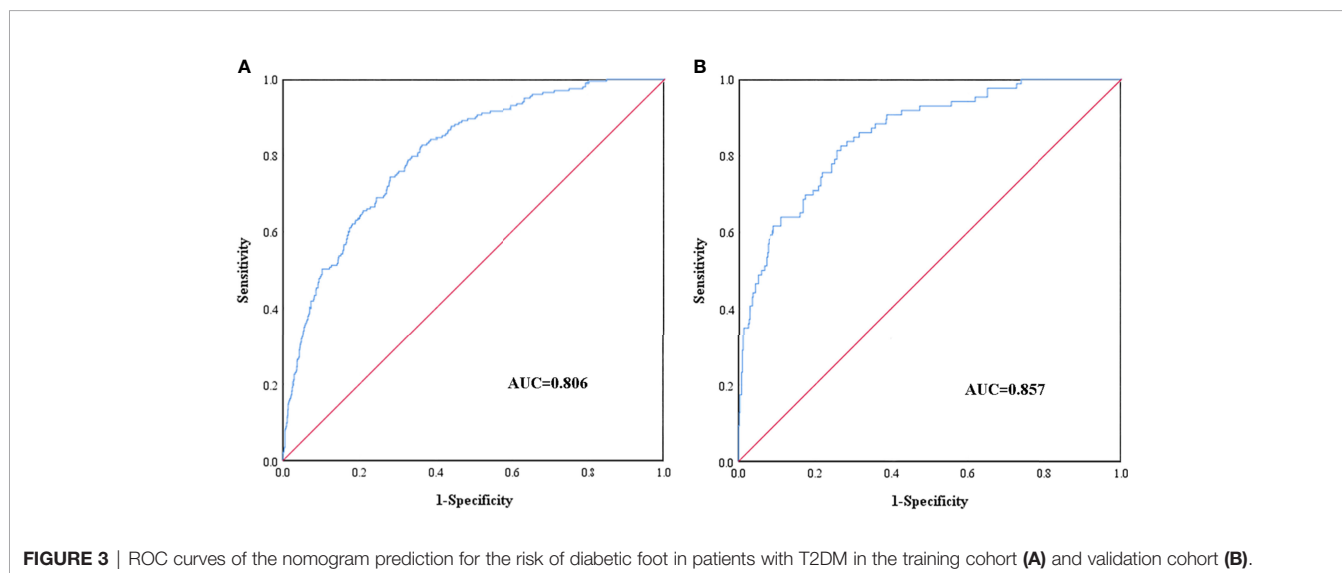 A
1.0
0.8
0.6
0.4
0.2
0.0
Sensitivity
AUC=0.806
0.0 0.2 0.4 0.6 0.8 1.0
1-Specificity
B
1.0
0.8
0.6
0.4
0.2
0.0
Sensitivity
AUC=0.857
0.0 0.2 0.4 0.6 0.8 1.0
1-Specificity
FIGURE 3 | ROC curves of the nomogram prediction for the risk of diabetic foot in patients with T2DM in the training cohort (A) and validation cohort (B).